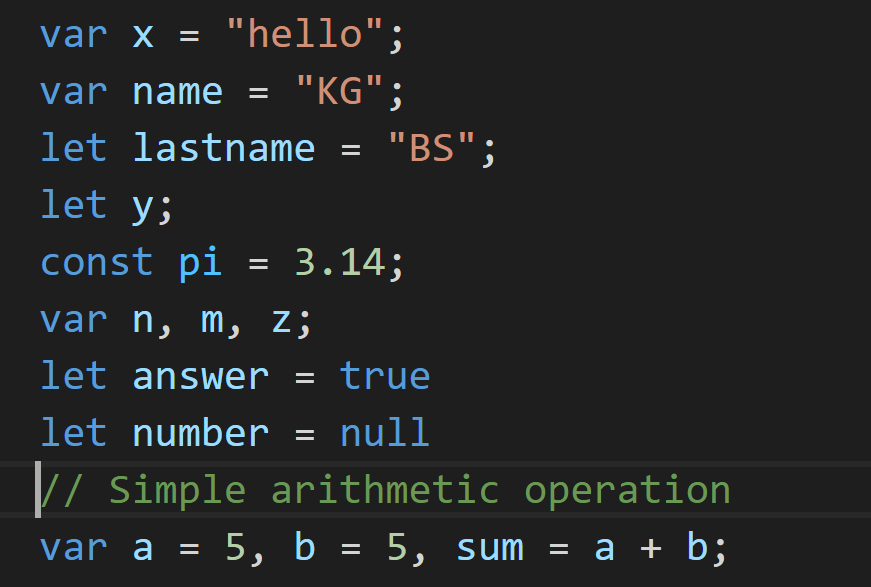 var x = "hello";
var name = "KG";
let lastname = "BS";
let y;
const pi = 3.14;
var n, m, z;
let answer = true
let number = null
// Simple arithmetic operation
var a = 5, b = 5, sum = a + b;